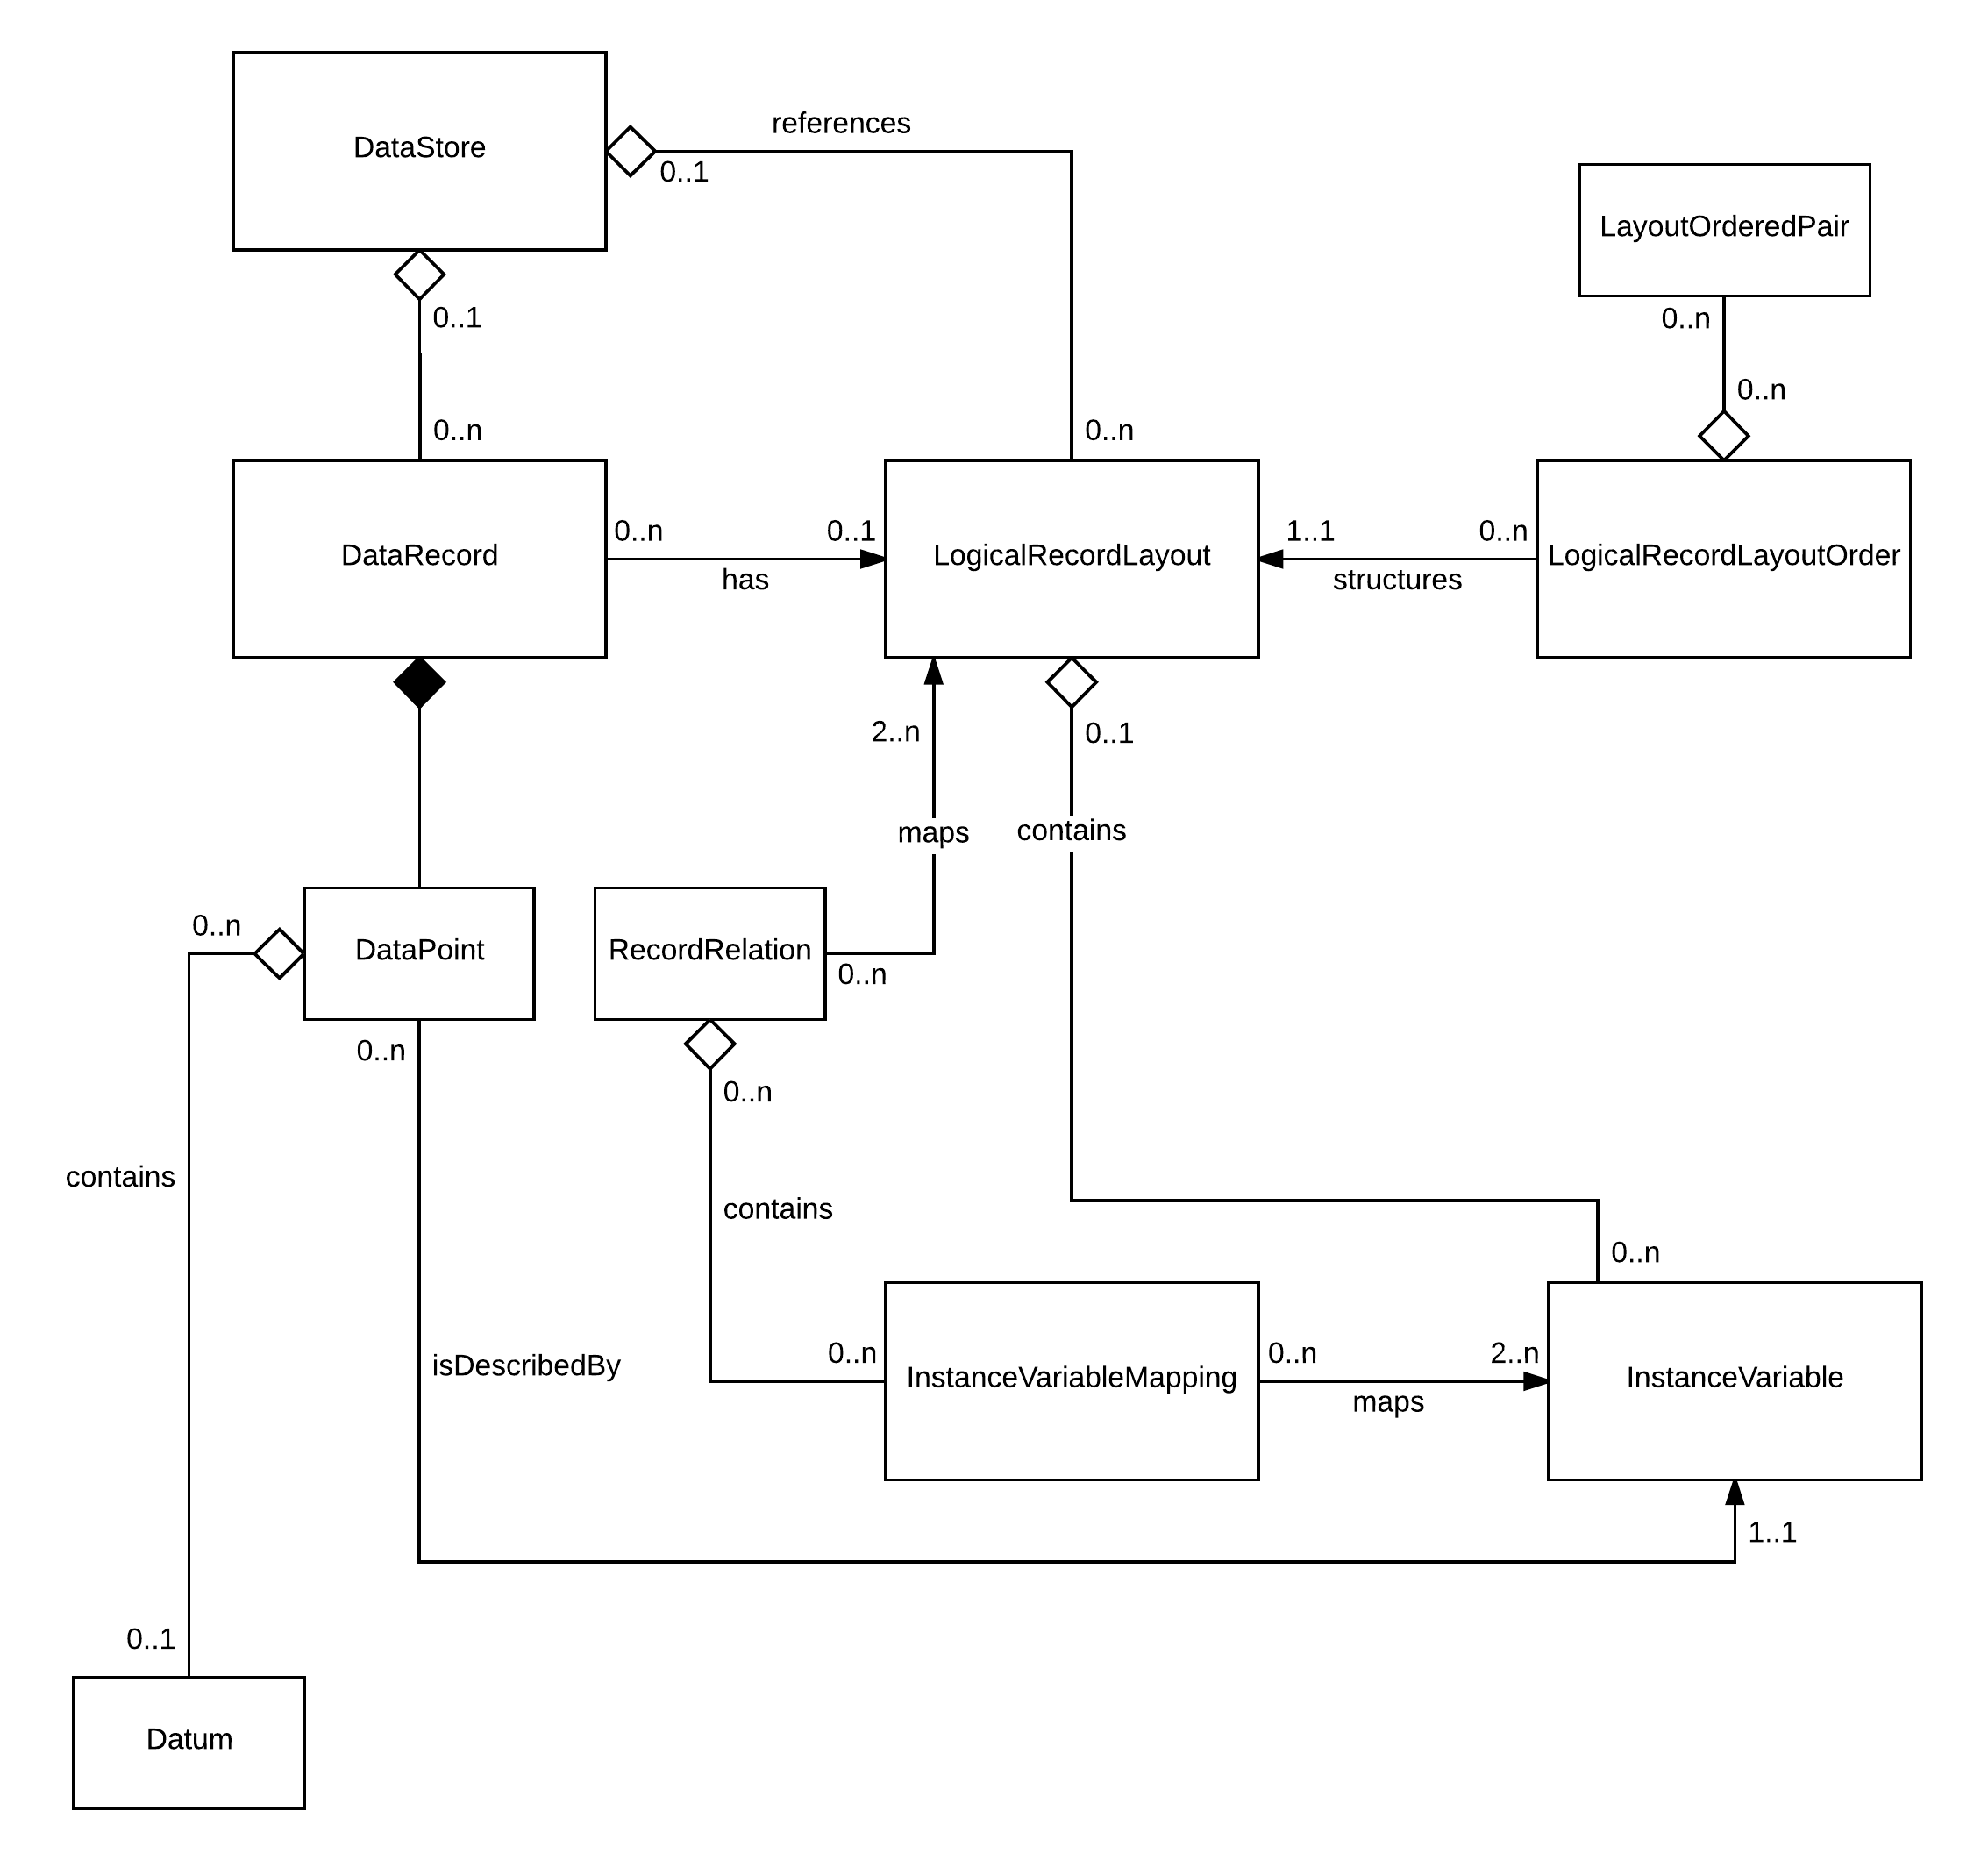 DataStore
references
0..1
0..1
LayoutOrderedPair
0..n
0..n
0..n
0..n
DataRecord
0..n
0..1
has
LogicalRecordLayout
1..1
0..n
structures
LogicalRecordLayoutOrder
2..n
0..1
maps
contains
0..n
DataPoint
RecordRelation
0..n
0..n
0..n
contains
contains
0..n
0..n
InstanceVariableMapping
0..n
2..n
maps
InstanceVariable
isDescribedBy
1..1
0..1
Datum